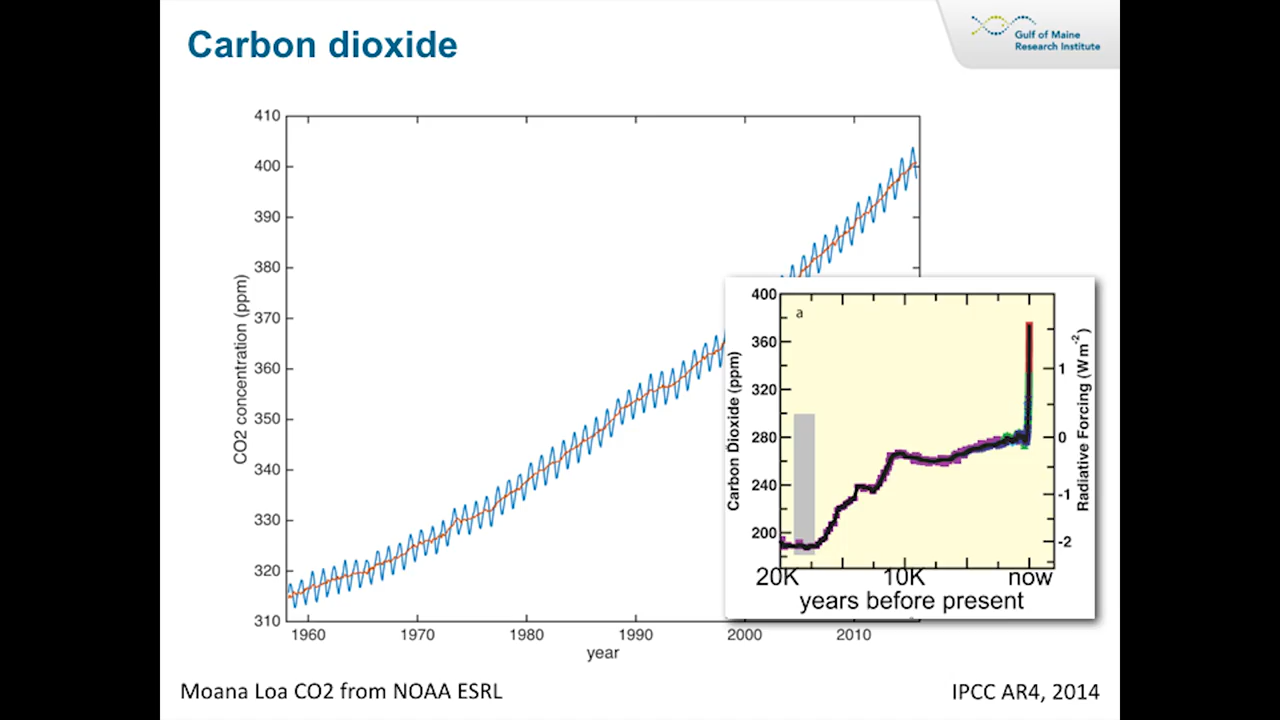 Carbon dioxide
Gulf of Maine
Research Institute
410
400
390
380
370
360
350
340
330
320
310
CO2 concentration (ppm)
1960
1970
1980
1990
2000
2010
year
a
400
360
320
280
240
200
Carbon Dioxide (ppm)
1
0
-1
-2
Radiative Forcing (W m-2)
20K
10K
now
years before present
Moana Loa CO2 from NOAA ESRL
IPCC AR4, 2014